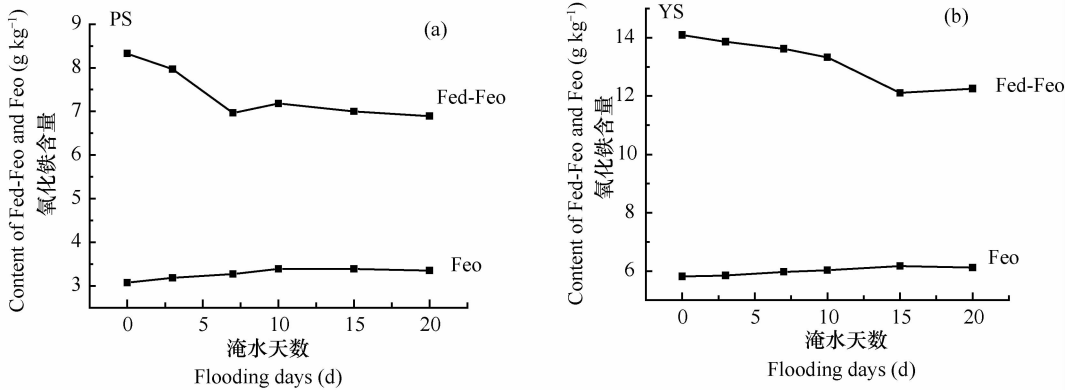 PS
(a)
Content of Fed-Feo and Feo (g kg⁻¹)
氧化铁含量
9
8
7
6
5
4
3
Fed-Feo
Feo
0 5 10 15 20
淹水天数
Flooding days (d)
YS
(b)
Content of Fed-Feo and Feo (g kg⁻¹)
氧化铁含量
14
12
10
8
6
Fed-Feo
Feo
0 5 10 15 20
淹水天数
Flooding days (d)